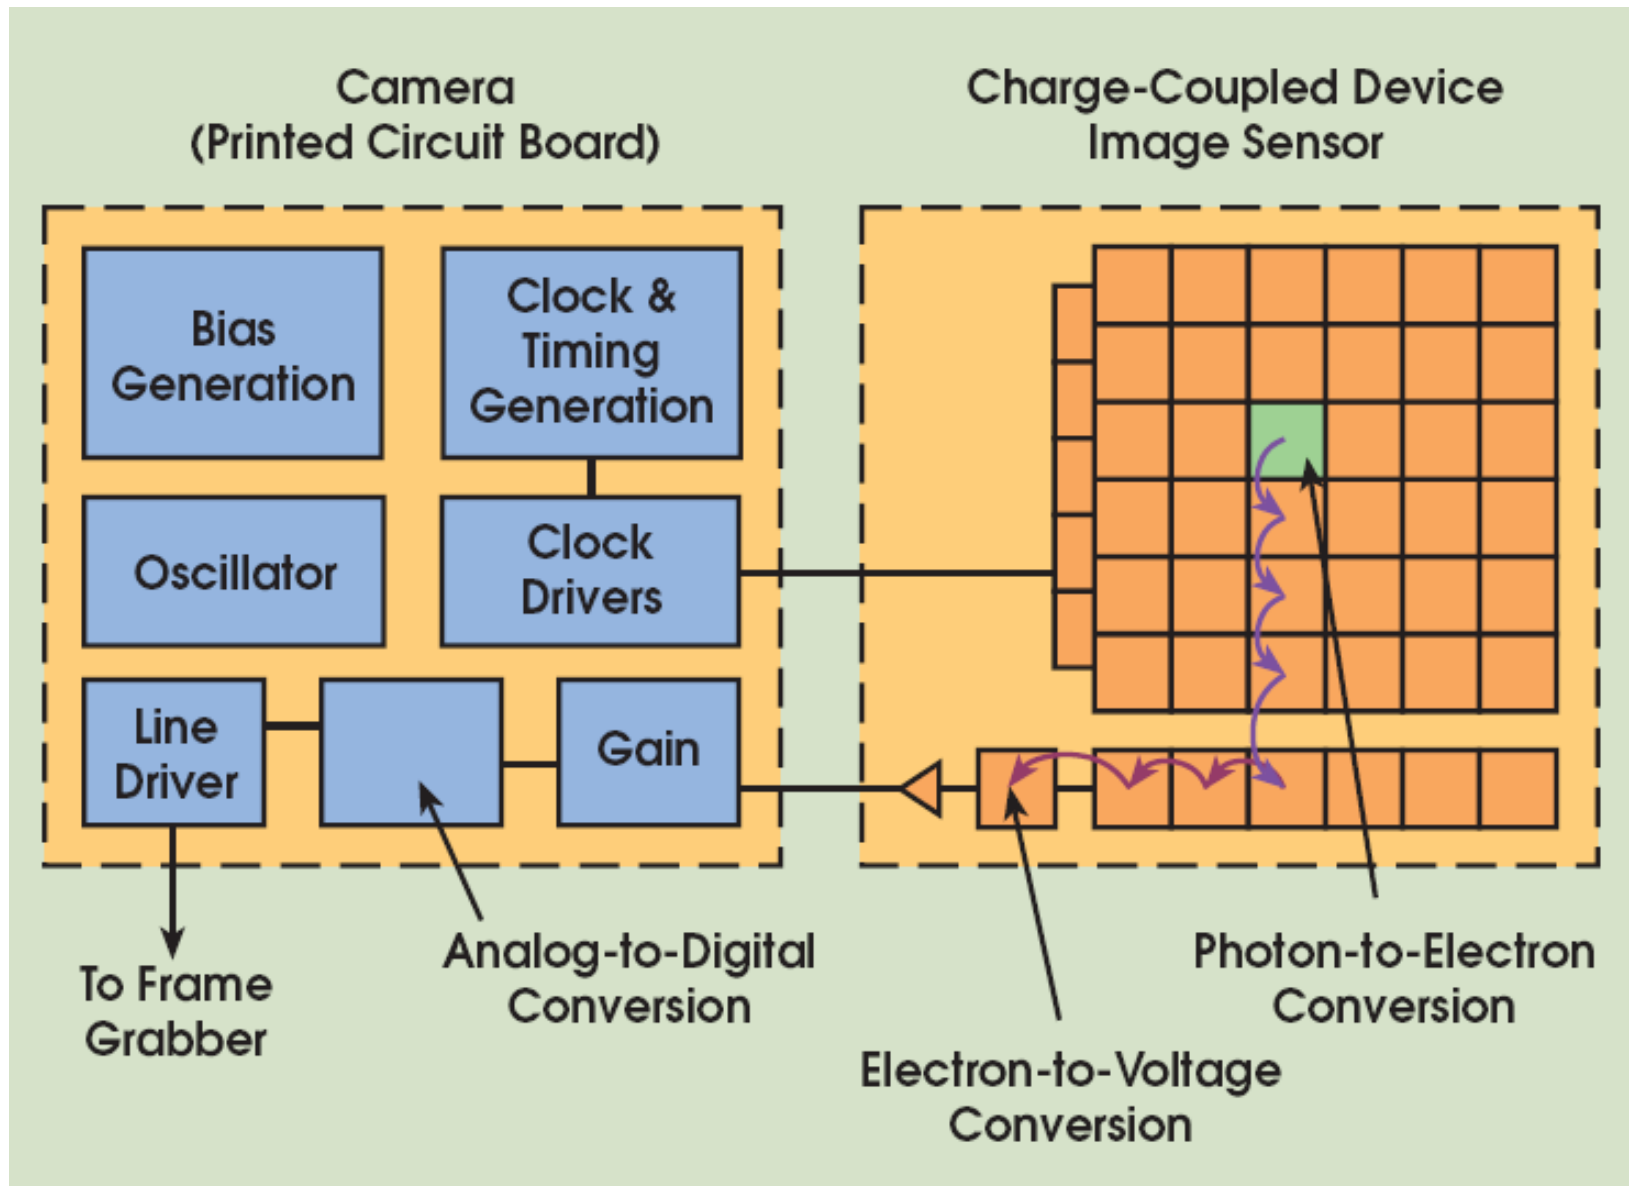 Camera
(Printed Circuit Board)
Charge-Coupled Device
Image Sensor
Bias
Generation
Clock &
Timing
Generation
Oscillator
Clock
Drivers
Line
Driver
Gain
To Frame
Grabber
Analog-to-Digital
Conversion
Electron-to-Voltage
Conversion
Photon-to-Electron
Conversion